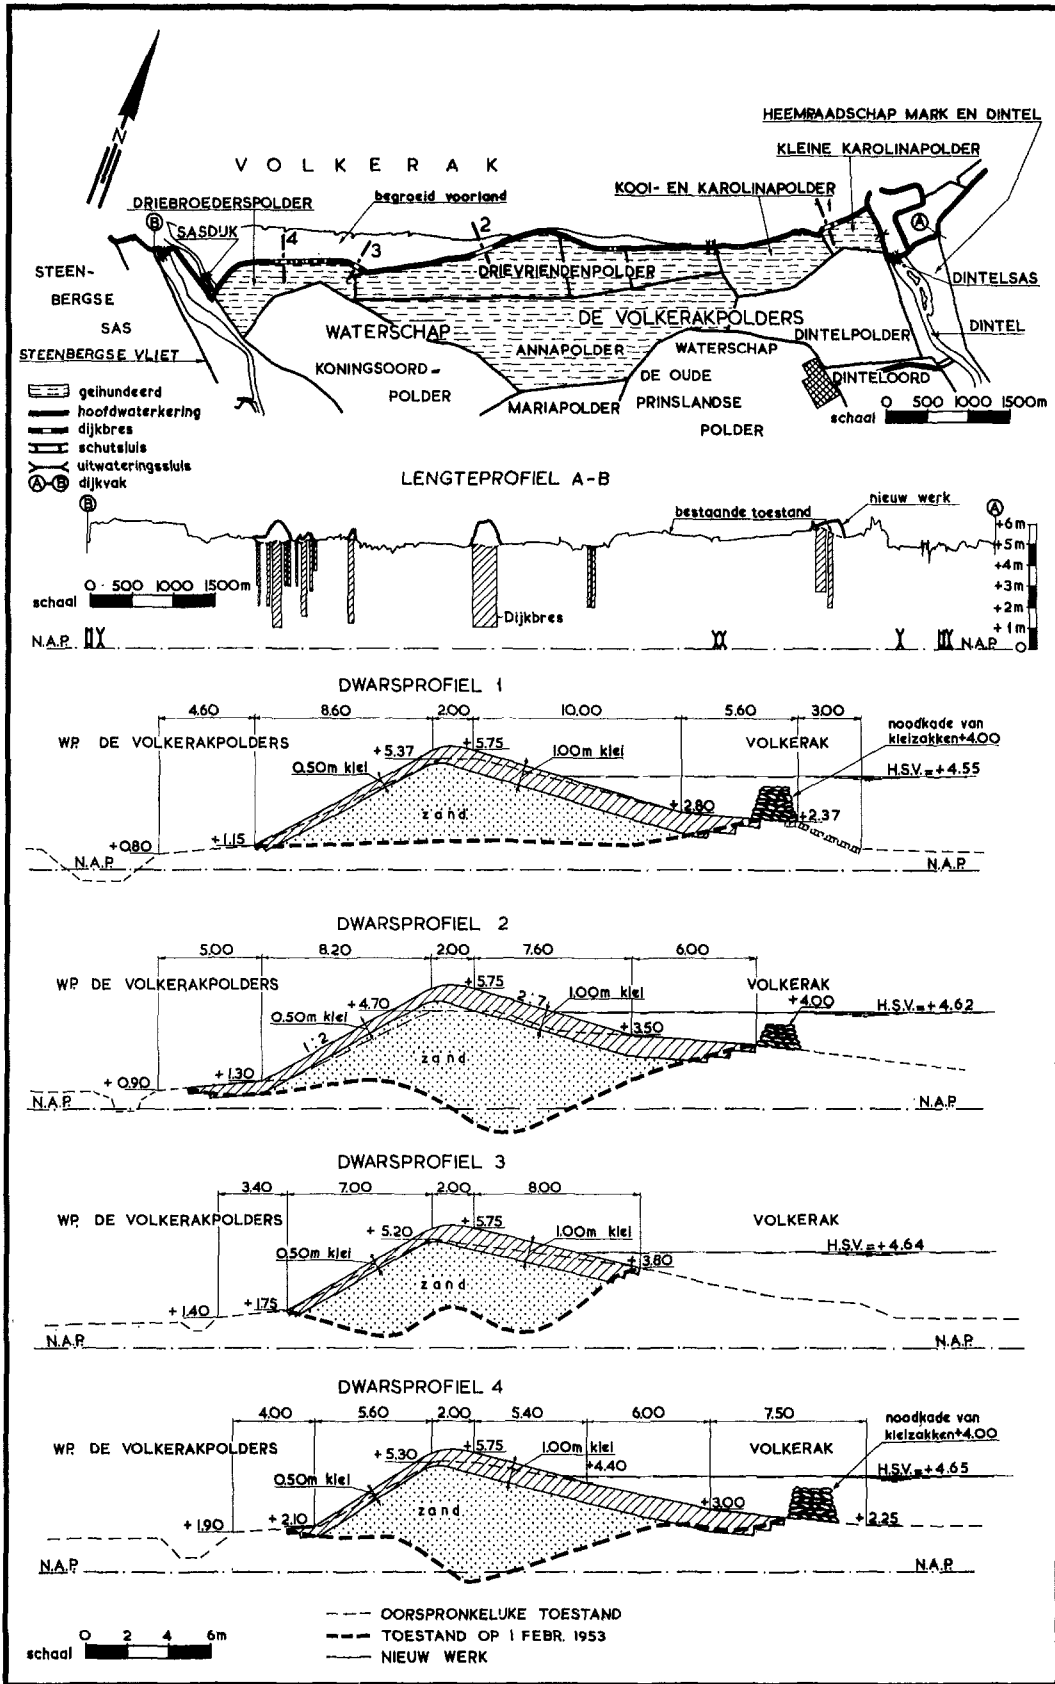 HEEMRAADSCHAP MARK EN DINTEL
KLEINE KAROLINAPOLDER
VOLKERAK
KOOI- EN KAROLINAPOLDER
DRIEBROEDERSPOLDER
begroeid voorland
N
B
SASDIJK
4
3
2
1
A
STEEN-
BERGSE
SAS
DRIEVRIENDENPOLDER
DINTELSAS
DE VOLKERAKPOLDERS
WATERSCHAP
DINTELPOLDER
DINTEL
STEENBERGSE VLIET
ANNAPOLDER
WATERSCHAP
KONINGSOORD-
POLDER
DE OUDE
PRINSLANDSE
POLDER
DINTELOORD
MARIAPOLDER
schaal 0 500 1000 1500m
geïnundeerd
hoofdwaterkering
dijkbres
schutsluis
uitwateringssluis
A-B dijkvak
LENGTEPROFIEL A-B
B
bestaande toestand
nieuw werk
A
+6m
+5m
+4m
+3m
+2m
+1m
0
schaal 0 500 1000 1500m
Dijkbres
N.A.P.
N.A.P.
DWARSPROFIEL 1
4.60 8.60 2.00 10.00 5.60 3.00
WP. DE VOLKERAKPOLDERS
VOLKERAK
noodkade van
kleizakken+4.00
+5.37
+5.75
1.00m klei
0.50m klei
H.S.V.=+4.55
zand
+2.80
+2.37
+1.15
+0.80
N.A.P.
N.A.P.
DWARSPROFIEL 2
5.00 8.20 2.00 7.60 6.00
WP. DE VOLKERAKPOLDERS
VOLKERAK
+5.75
1.00m klei
+4.00
+4.70
2:7
H.S.V.=+4.62
0.50m klei
1:2
+3.50
zand
+1.30
+0.90
N.A.P.
N.A.P.
DWARSPROFIEL 3
3.40 7.00 2.00 8.00
WP. DE VOLKERAKPOLDERS
VOLKERAK
+5.20
+5.75
1.00m klei
H.S.V.=+4.64
0.50m klei
+3.80
zand
+1.75
+1.40
N.A.P.
N.A.P.
DWARSPROFIEL 4
4.00 5.60 2.00 5.40 6.00 7.50
WP. DE VOLKERAKPOLDERS
VOLKERAK
noodkade van
kleizakken+4.00
+5.30
+5.75
1.00m klei
+4.40
H.S.V.=+4.65
0.50m klei
zand
+3.00
+2.10
+1.90
+2.25
N.A.P.
N.A.P.
OORSPRONKELIJKE TOESTAND
TOESTAND OP 1 FEBR. 1953
NIEUW WERK
schaal 0 2 4 6m